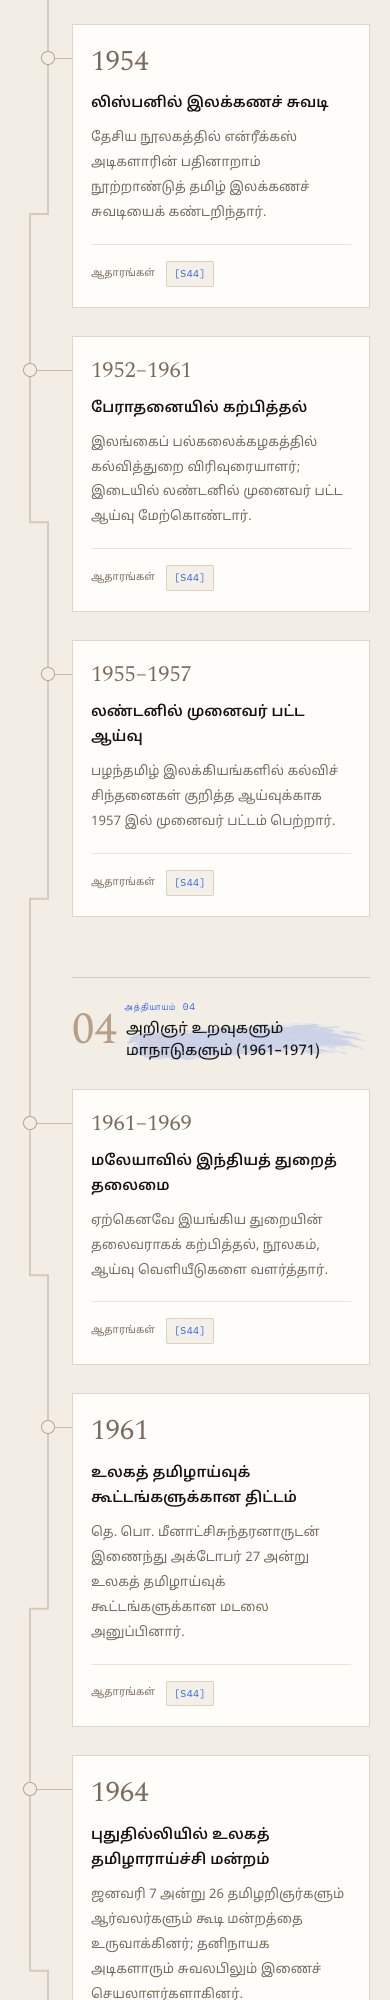 1954
லிஸ்பனில் இலக்கணச் சுவடி
தேசிய நூலகத்தில் என்ரீக்கஸ்
அடிகளாரின் பதினாறாம்
நூற்றாண்டுத் தமிழ் இலக்கணச்
சுவடியைக் கண்டறிந்தார்.
ஆதாரங்கள் [S44]
1952–1961
பேராதனையில் கற்பித்தல்
இலங்கைப் பல்கலைக்கழகத்தில்
கல்வித்துறை விரிவுரையாளர்;
இடையில் லண்டனில் முனைவர் பட்ட
ஆய்வு மேற்கொண்டார்.
ஆதாரங்கள் [S44]
1955–1957
லண்டனில் முனைவர் பட்ட
ஆய்வு
பழந்தமிழ் இலக்கியங்களில் கல்விச்
சிந்தனைகள் குறித்த ஆய்வுக்காக
1957 இல் முனைவர் பட்டம் பெற்றார்.
ஆதாரங்கள் [S44]
அத்தியாயம் 04
04 அறிஞர் உறவுகளும்
மாநாடுகளும் (1961–1971)
1961–1969
மலேயாவில் இந்தியத் துறைத்
தலைமை
ஏற்கெனவே இயங்கிய துறையின்
தலைவராகக் கற்பித்தல், நூலகம்,
ஆய்வு வெளியீடுகளை வளர்த்தார்.
ஆதாரங்கள் [S44]
1961
உலகத் தமிழாய்வுக்
கூட்டங்களுக்கான திட்டம்
தெ. பொ. மீனாட்சிசுந்தரனாருடன்
இணைந்து அக்டோபர் 27 அன்று
உலகத் தமிழாய்வுக்
கூட்டங்களுக்கான மடலை
அனுப்பினார்.
ஆதாரங்கள் [S44]
1964
புதுதில்லியில் உலகத்
தமிழாராய்ச்சி மன்றம்
ஜனவரி 7 அன்று 26 தமிழறிஞர்களும்
ஆர்வலர்களும் கூடி மன்றத்தை
உருவாக்கினர்; தனிநாயக
அடிகளாரும் சுவலபிலும் இணைச்
செயலாளர்களாகினர்.